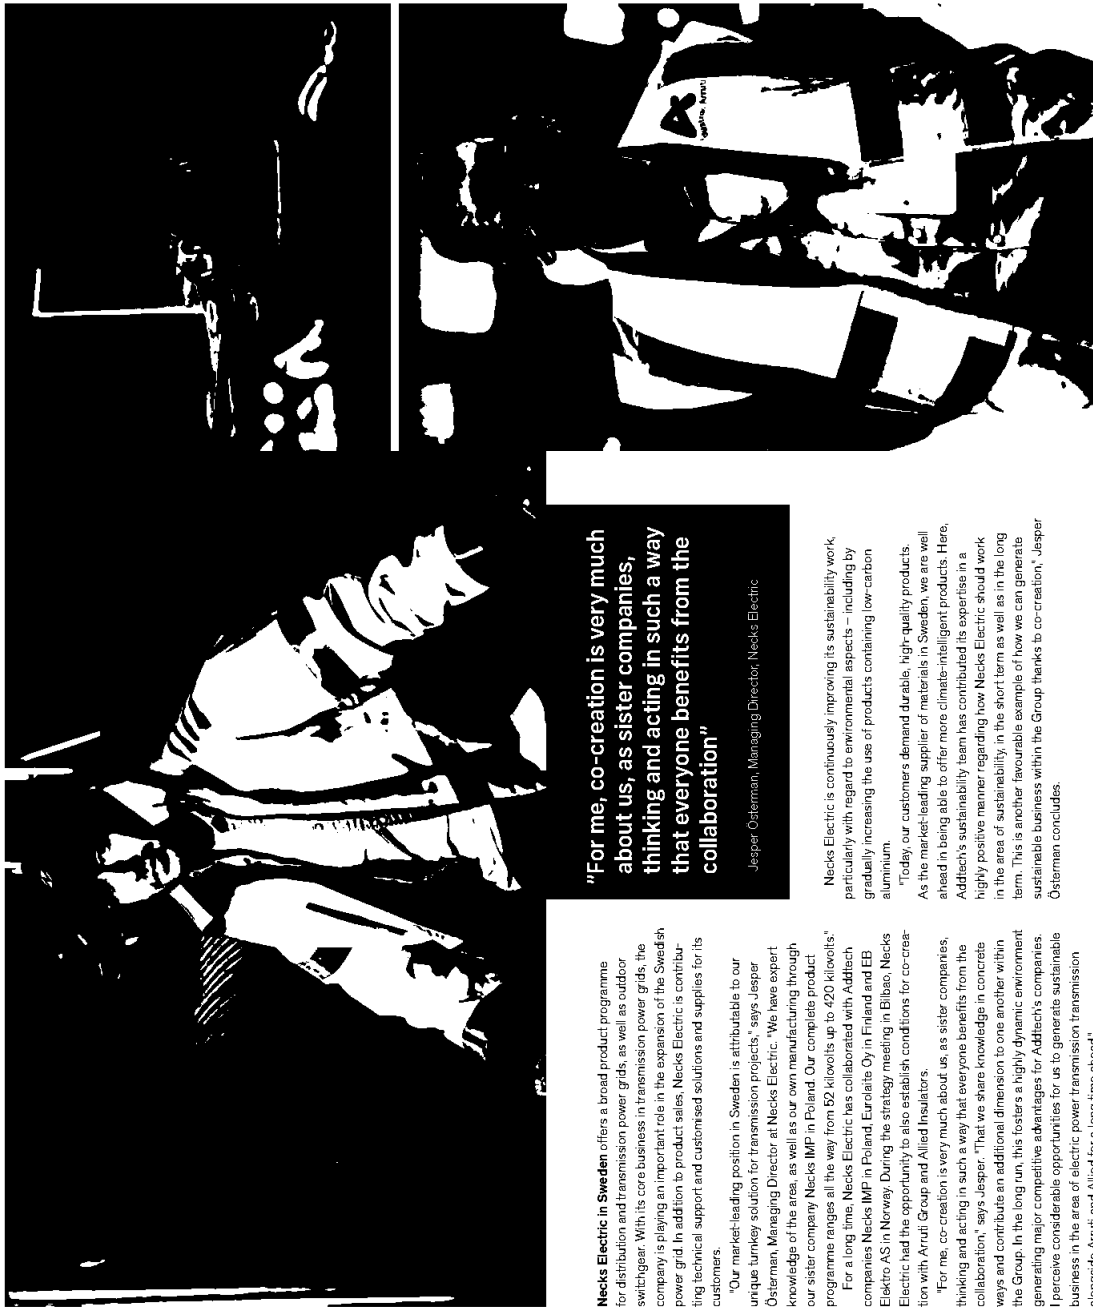 Necks Electric in Sweden offers a broad product programme
for distribution and transmission power grids, as well as outdoor
switchgear. With its core business in transmission power grids, the
company is playing an important role in the expansion of the Swedish
power grid. In addition to product sales, Necks Electric is contribu-
ting technical support and customised solutions and supplies for its
customers.
"Our market-leading position in Sweden is attributable to our
unique turnkey solution for transmission projects," says Jesper
Österman, Managing Director at Necks Electric. "We have expert
knowledge of the area, as well as our own manufacturing through
our sister company Necks IMP in Poland. Our complete product
programme ranges all the way from 52 kilovolts up to 420 kilovolts."
For a long time, Necks Electric has collaborated with Addtech
companies Necks IMP in Poland, Eurolaite Oy in Finland and EB
Elektro AS in Norway. During the strategy meeting in Bilbao, Necks
Electric had the opportunity to also establish conditions for co-crea-
tion with Arruti Group and Allied Insulators.
"For me, co-creation is very much about us, as sister companies,
thinking and acting in such a way that everyone benefits from the
collaboration," says Jesper. "That we share knowledge in concrete
ways and contribute an additional dimension to one another within
the Group. In the long run, this fosters a highly dynamic environment
generating major competitive advantages for Addtech's companies.
I perceive considerable opportunities for us to generate sustainable
business in the area of electric power transmission
alongside Arruti and Allied for a long time ahead."
"For me, co-creation is very much
about us, as sister companies,
thinking and acting in such a way
that everyone benefits from the
collaboration"
Jesper Österman, Managing Director, Necks Electric
Necks Electric is continuously improving its sustainability work,
particularly with regard to environmental aspects – including by
gradually increasing the use of products containing low-carbon
aluminium.
"Today, our customers demand durable, high-quality products.
As the market-leading supplier of materials in Sweden, we are well
ahead in being able to offer more climate-intelligent products. Here,
Addtech's sustainability team has contributed its expertise in a
highly positive manner regarding how Necks Electric should work
in the area of sustainability, in the short term as well as in the long
term. This is another favourable example of how we can generate
sustainable business within the Group thanks to co-creation," Jesper
Österman concludes.